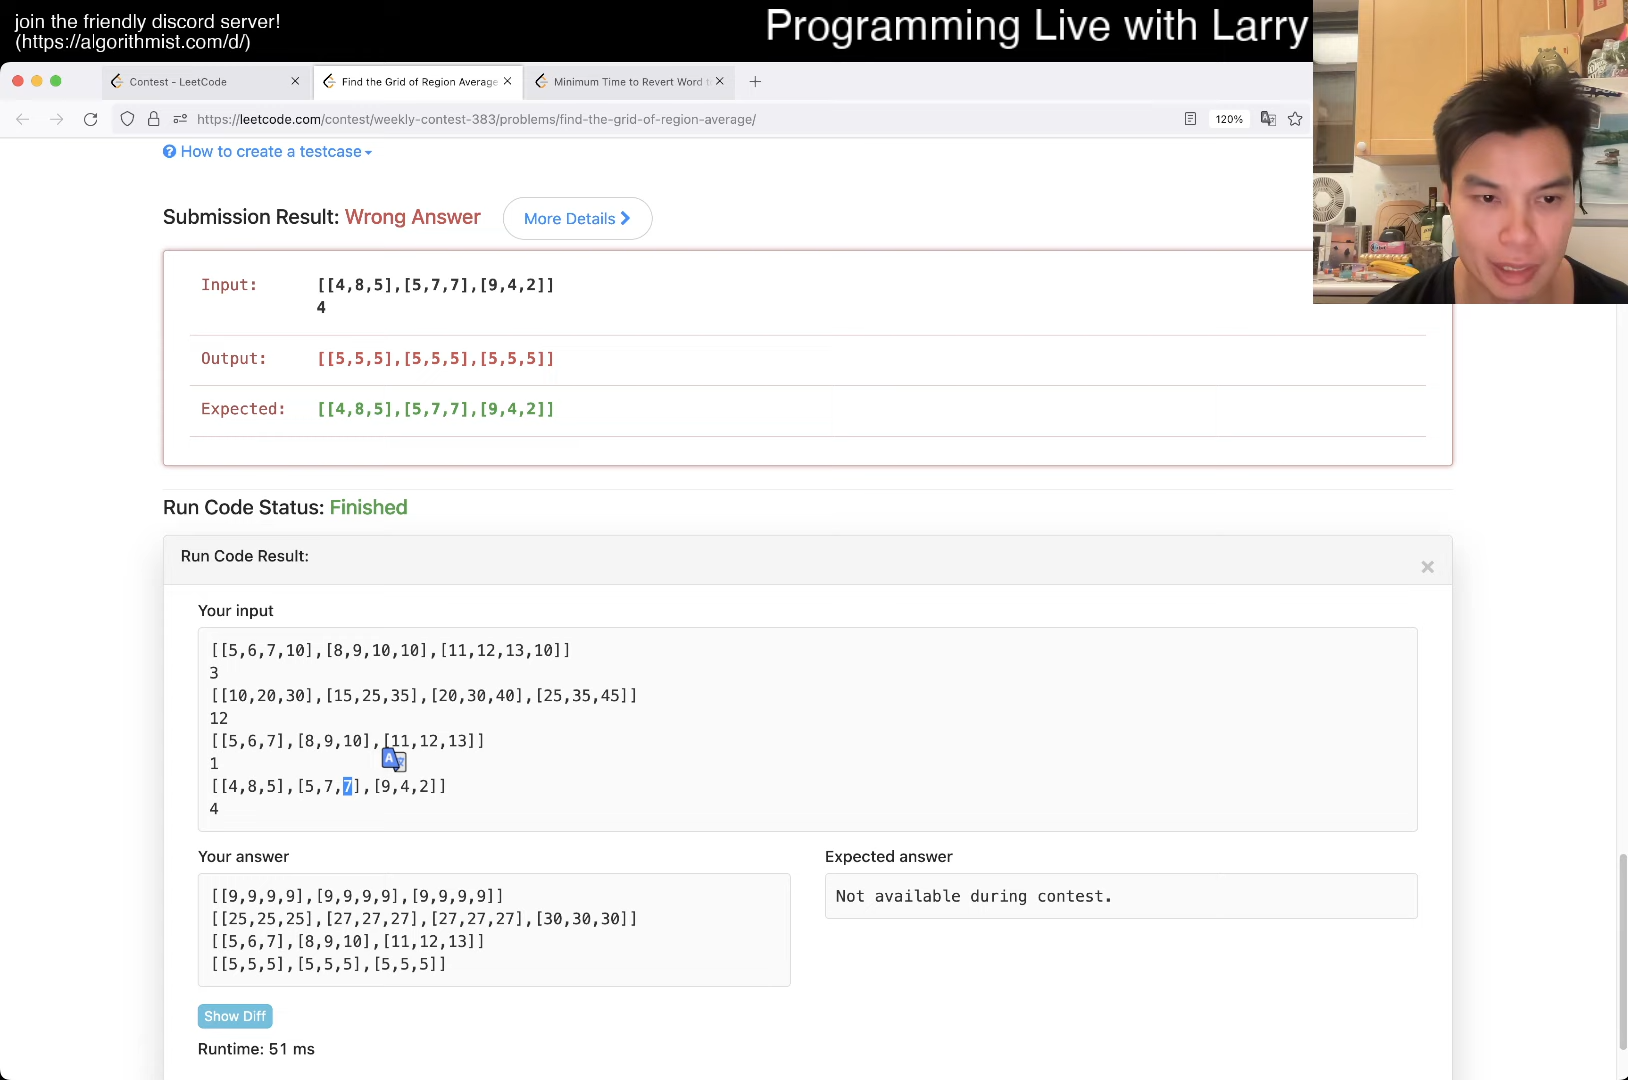 join the friendly discord server!
(https://algorithmist.com/d/)
Programming Live with Larry
Contest - LeetCode
Find the Grid of Region Average
Minimum Time to Revert Word t
https://leetcode.com/contest/weekly-contest-383/problems/find-the-grid-of-region-average/
120%
How to create a testcase
Submission Result: Wrong Answer
More Details
Input:
[[4,8,5],[5,7,7],[9,4,2]]
4
Output:
[[5,5,5],[5,5,5],[5,5,5]]
Expected:
[[4,8,5],[5,7,7],[9,4,2]]
Run Code Status: Finished
Run Code Result:
×
Your input
[[5,6,7,10],[8,9,10,10],[11,12,13,10]]
3
[[10,20,30],[15,25,35],[20,30,40],[25,35,45]]
12
[[5,6,7],[8,9,10],[11,12,13]]
1
[[4,8,5],[5,7,7],[9,4,2]]
4
Your answer
[[9,9,9,9],[9,9,9,9],[9,9,9,9]]
[[25,25,25],[27,27,27],[27,27,27],[30,30,30]]
[[5,6,7],[8,9,10],[11,12,13]]
[[5,5,5],[5,5,5],[5,5,5]]
Expected answer
Not available during contest.
Show Diff
Runtime: 51 ms